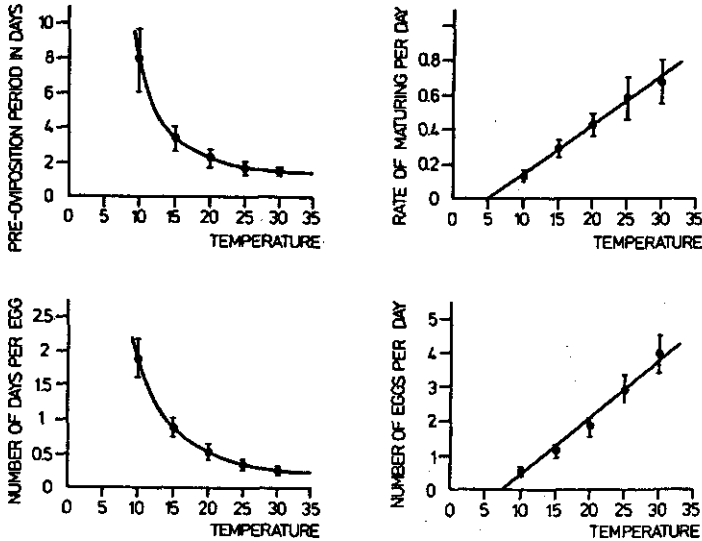 PRE-OVIPOSITION PERIOD IN DAYS
10
8
6
4
2
0
0 5 10 15 20 25 30 35
TEMPERATURE
RATE OF MATURING PER DAY
0.8
0.6
0.4
0.2
0
0 5 10 15 20 25 30 35
TEMPERATURE
NUMBER OF DAYS PER EGG
2.5
2
1.5
1
0.5
0
0 5 10 15 20 25 30 35
TEMPERATURE
NUMBER OF EGGS PER DAY
5
4
3
2
1
0
0 5 10 15 20 25 30 35
TEMPERATURE